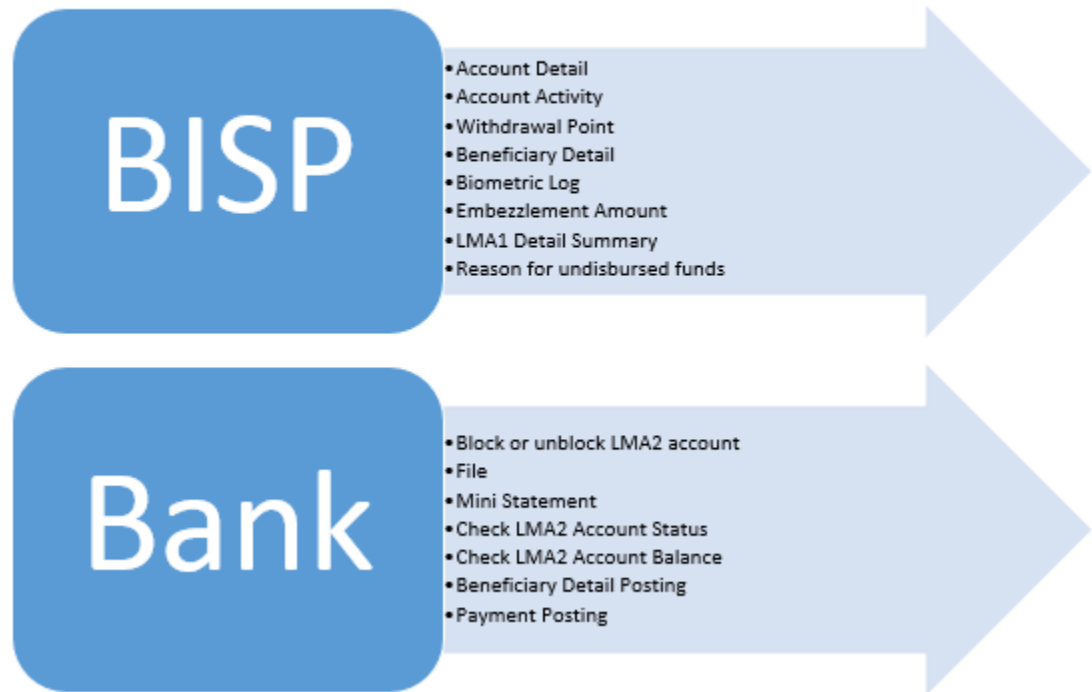 BISP
•Account Detail
•Account Activity
•Withdrawal Point
•Beneficiary Detail
•Biometric Log
•Embezzlement Amount
•LMA1 Detail Summary
•Reason for undisbursed funds
Bank
•Block or unblock LMA2 account
•File
•Mini Statement
•Check LMA2 Account Status
•Check LMA2 Account Balance
•Beneficiary Detail Posting
•Payment Posting